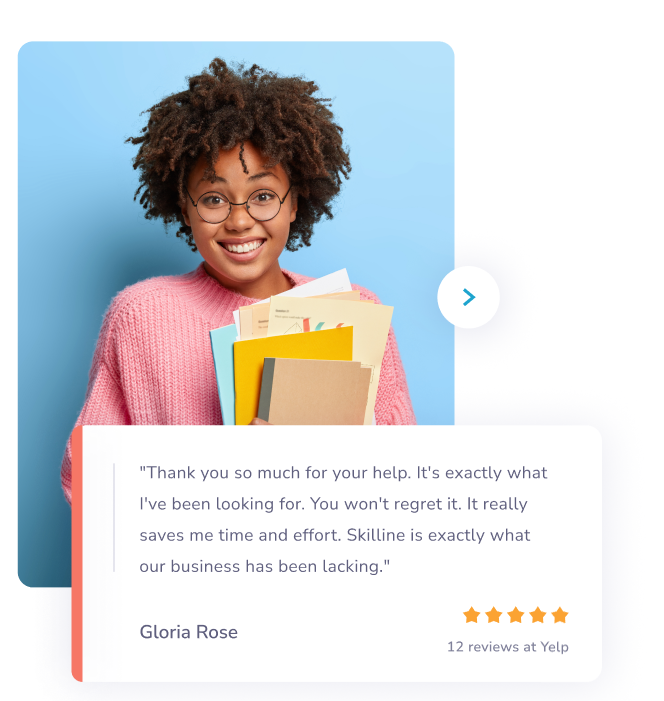 "Thank you so much for your help. It's exactly what
I've been looking for. You won't regret it. It really
saves me time and effort. Skilline is exactly what
our business has been lacking."
Gloria Rose
12 reviews at Yelp